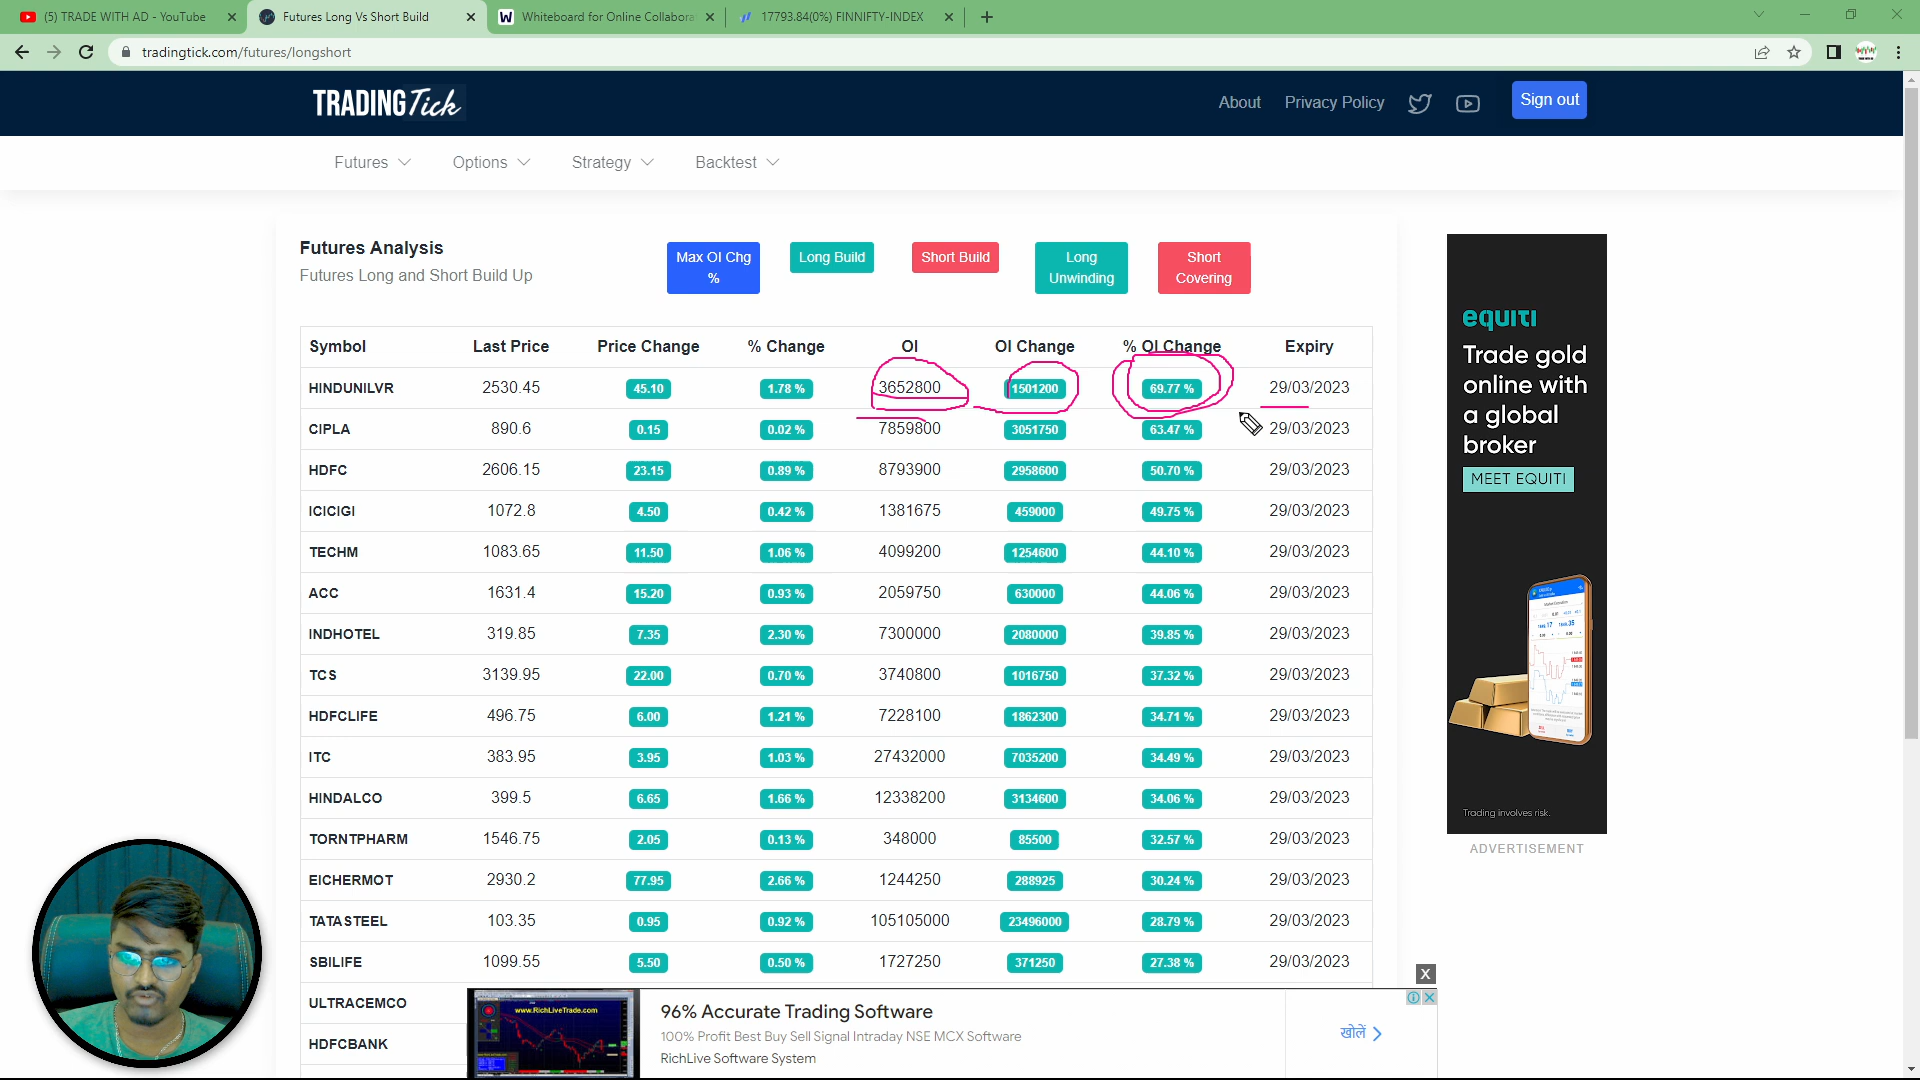 (5) TRADE WITH AD - YouTube
Futures Long Vs Short Build
Whiteboard for Online Collabora
17793.84(0%) FINNIFTY-INDEX
tradingtick.com/futures/longshort
TRADINGTick
About Privacy Policy Sign out
Futures Options Strategy Backtest
Futures Analysis
Futures Long and Short Build Up
Max OI Chg %
Long Build
Short Build
Long Unwinding
Short Covering
Symbol Last Price Price Change % Change OI OI Change % OI Change Expiry
HINDUNILVR 2530.45 45.10 1.78 % 3652800 1501200 69.77 % 29/03/2023
CIPLA 890.6 0.15 0.02 % 7859800 3051750 63.47 % 29/03/2023
HDFC 2606.15 23.15 0.89 % 8793900 2958600 50.70 % 29/03/2023
ICICIGI 1072.8 4.50 0.42 % 1381675 459000 49.75 % 29/03/2023
TECHM 1083.65 11.50 1.06 % 4099200 1254600 44.10 % 29/03/2023
ACC 1631.4 15.20 0.93 % 2059750 630000 44.06 % 29/03/2023
INDHOTEL 319.85 7.35 2.30 % 7300000 2080000 39.85 % 29/03/2023
TCS 3139.95 22.00 0.70 % 3740800 1016750 37.32 % 29/03/2023
HDFCLIFE 496.75 6.00 1.21 % 7228100 1862300 34.71 % 29/03/2023
ITC 383.95 3.95 1.03 % 27432000 7035200 34.49 % 29/03/2023
HINDALCO 399.5 6.65 1.66 % 12338200 3134600 34.06 % 29/03/2023
TORNTPHARM 1546.75 2.05 0.13 % 348000 85500 32.57 % 29/03/2023
EICHERMOT 2930.2 77.95 2.66 % 1244250 288925 30.24 % 29/03/2023
TATASTEEL 103.35 0.95 0.92 % 105105000 23496000 28.79 % 29/03/2023
SBILIFE 1099.55 5.50 0.50 % 1727250 371250 27.38 % 29/03/2023
ULTRACEMCO
HDFCBANK
equiti
Trade gold
online with
a global
broker
MEET EQUITI
Trading involves risk.
ADVERTISEMENT
X
www.RichLiveTrade.com
96% Accurate Trading Software
100% Profit Best Buy Sell Signal Intraday NSE MCX Software
RichLive Software System
खोलें